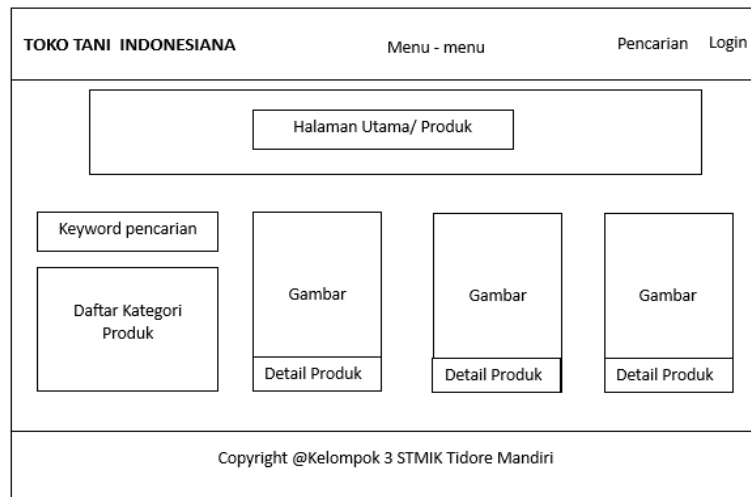 TOKO TANI INDONESIANA
Menu - menu
Pencarian
Login
Halaman Utama/ Produk
Keyword pencarian
Daftar Kategori
Produk
Gambar
Detail Produk
Gambar
Detail Produk
Gambar
Detail Produk
Copyright @Kelompok 3 STMIK Tidore Mandiri